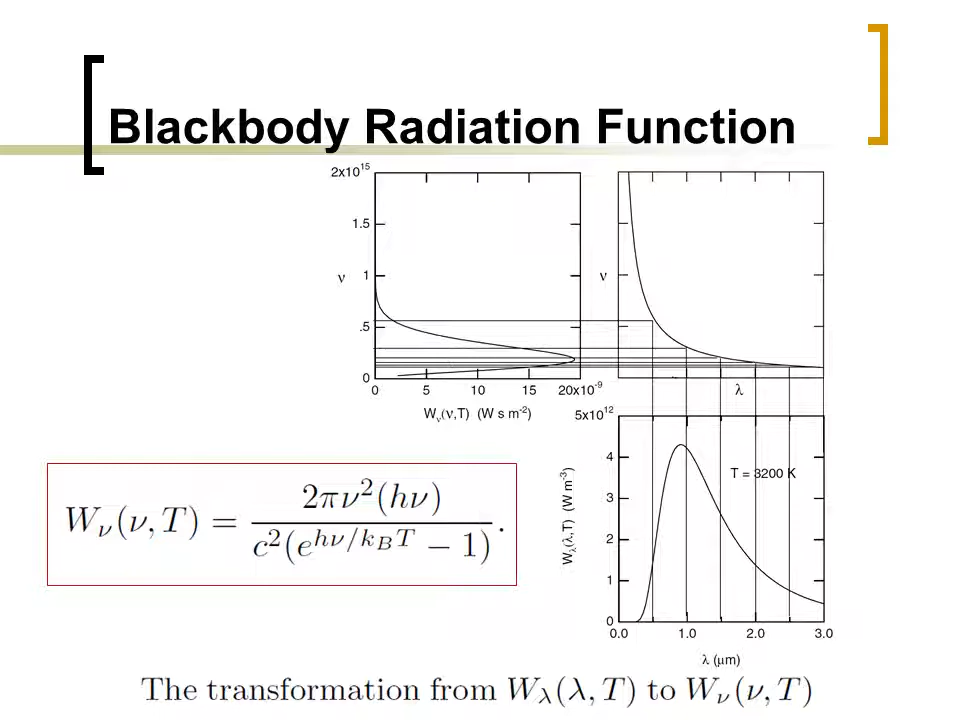 Blackbody Radiation Function
2x10^15
1.5
1
.5
0
ν
0 5 10 15 20x10^-9
W_ν(ν,T) (W s m^-2)
ν
λ
5x10^12
4
3
2
1
0
W_λ(λ,T) (W m^-3)
T = 3200 K
0.0 1.0 2.0 3.0
λ (μm)
W_ν(ν, T) = 2πν^2(hν) / c^2(e^{hν/k_BT} − 1).
The transformation from W_λ(λ, T) to W_ν(ν, T)